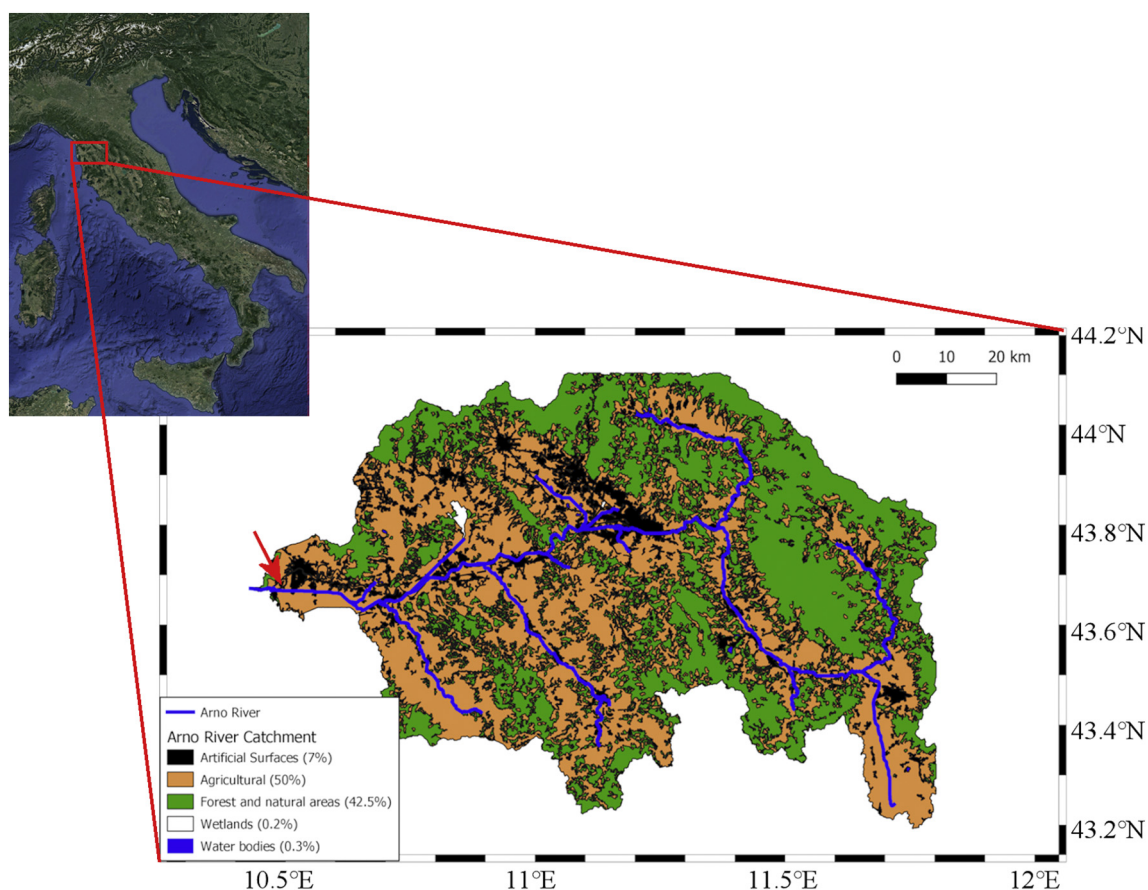 44.2°N
0 10 20 km
44°N
43.8°N
43.6°N
43.4°N
43.2°N
Arno River
Arno River Catchment
Artificial Surfaces (7%)
Agricultural (50%)
Forest and natural areas (42.5%)
Wetlands (0.2%)
Water bodies (0.3%)
10.5°E 11°E 11.5°E 12°E